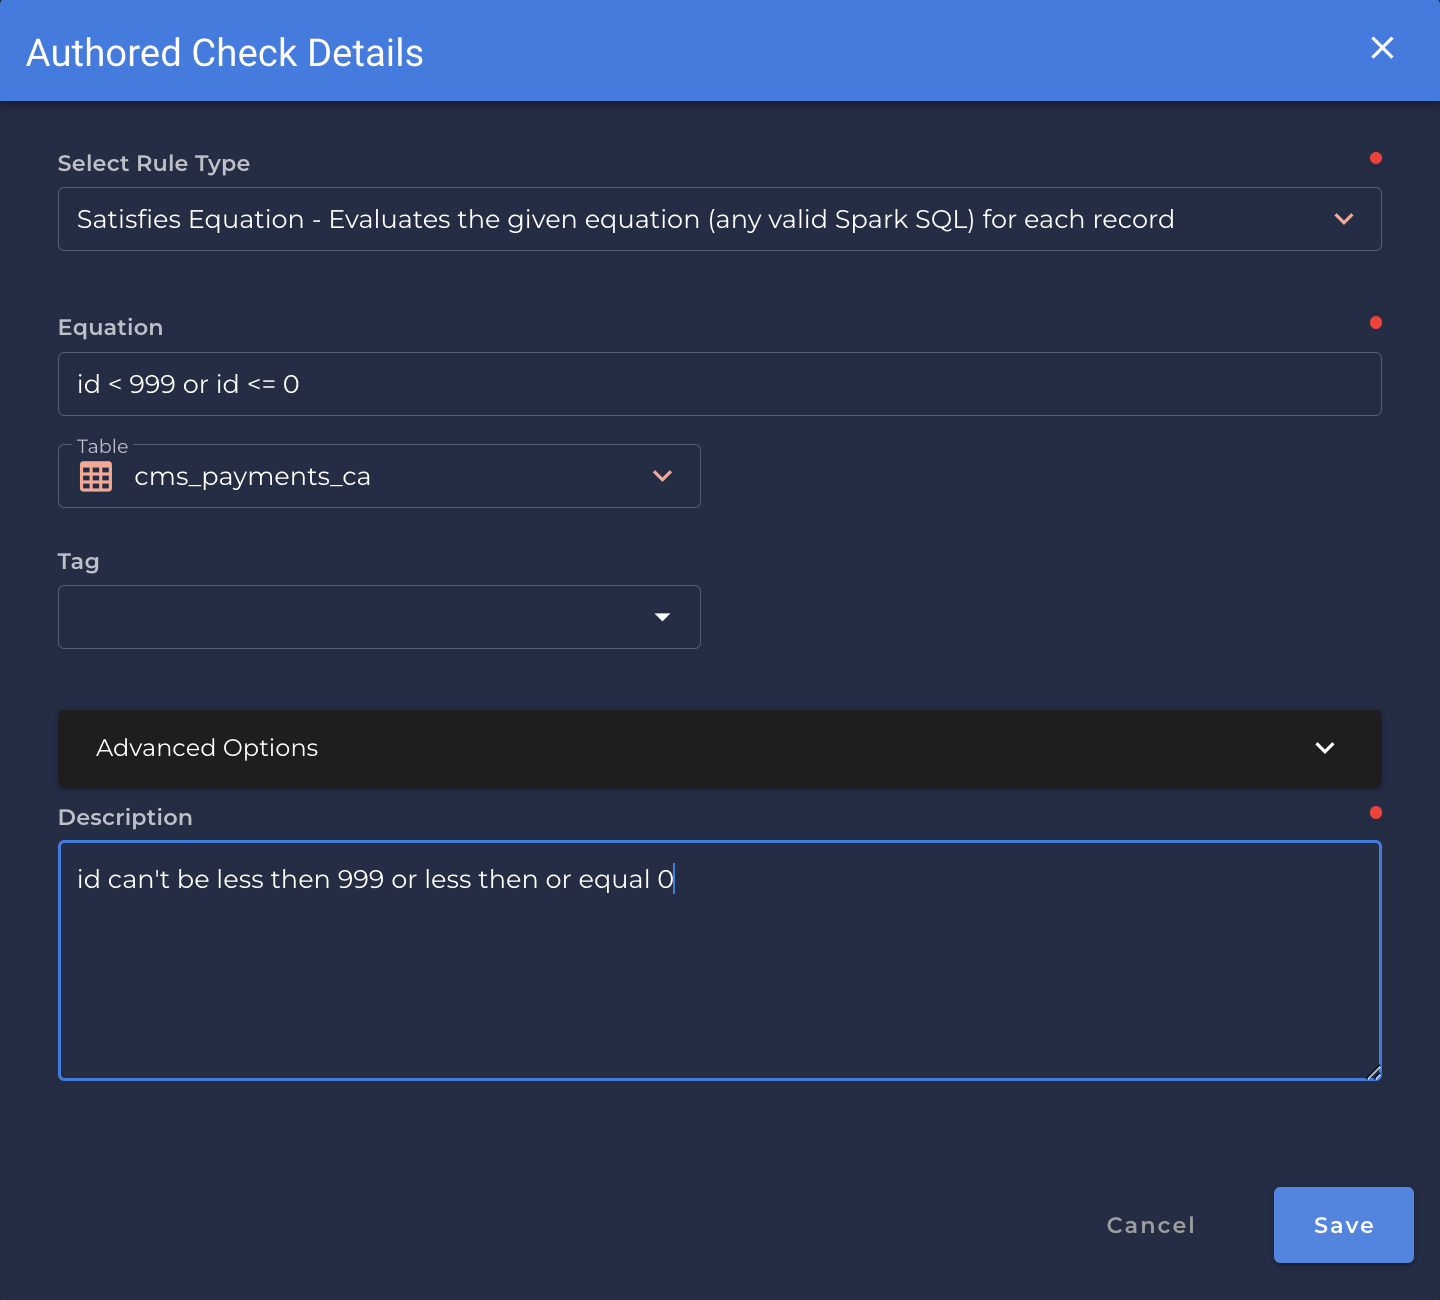 Authored Check Details
Select Rule Type
Satisfies Equation - Evaluates the given equation (any valid Spark SQL) for each record
Equation
id < 999 or id <= 0
Table
cms_payments_ca
Tag
Advanced Options
Description
id can't be less then 999 or less then or equal 0
Cancel
Save